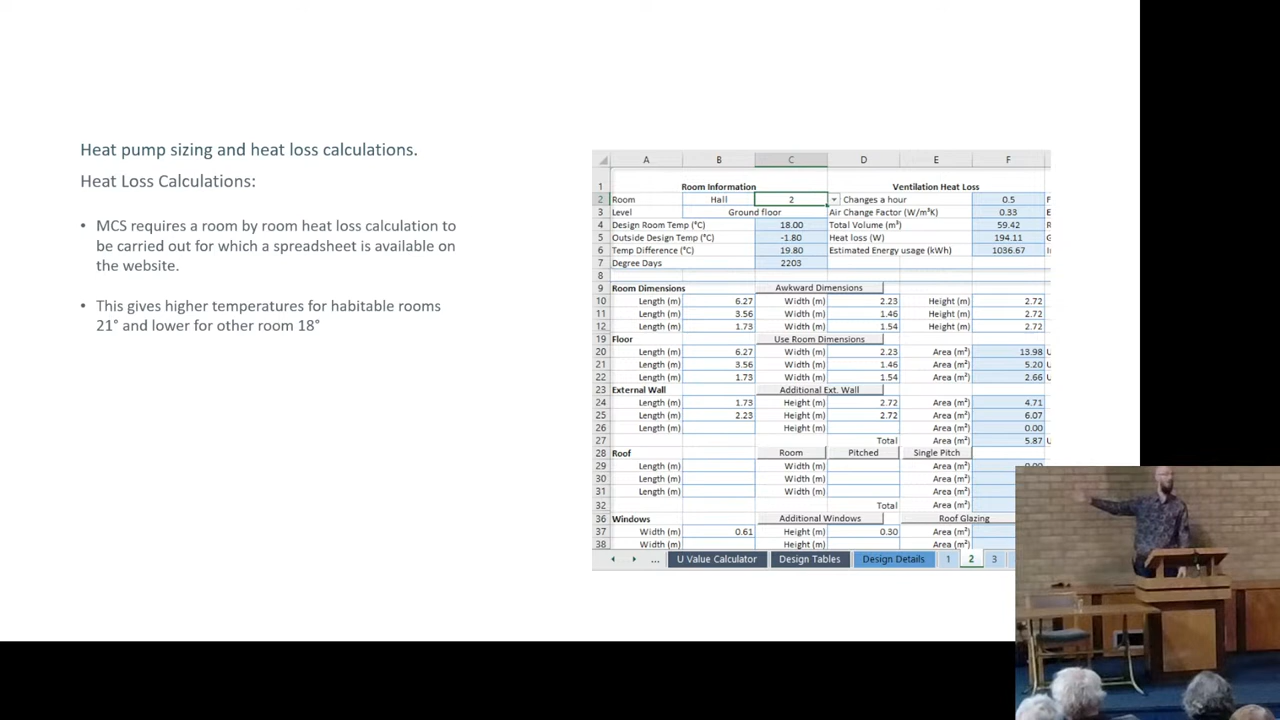 Heat pump sizing and heat loss calculations.
Heat Loss Calculations:
• MCS requires a room by room heat loss calculation to
be carried out for which a spreadsheet is available on
the website.
• This gives higher temperatures for habitable rooms
21° and lower for other room 18°
A B C D E F
1 Room Information Ventilation Heat Loss
2 Room Hall 2 Changes a hour 0.5
3 Level Ground floor Air Change Factor (W/m³K) 0.33
4 Design Room Temp (°C) 18.00 Total Volume (m³) 59.42
5 Outside Design Temp (°C) -1.80 Heat loss (W) 194.11
6 Temp Difference (°C) 19.80 Estimated Energy usage (kWh) 1036.67
7 Degree Days 2203
8
9 Room Dimensions Awkward Dimensions
10 Length (m) 6.27 Width (m) 2.23 Height (m) 2.72
11 Length (m) 3.56 Width (m) 1.46 Height (m) 2.72
12 Length (m) 1.73 Width (m) 1.54 Height (m) 2.72
19 Floor Use Room Dimensions
20 Length (m) 6.27 Width (m) 2.23 Area (m²) 13.98
21 Length (m) 3.56 Width (m) 1.46 Area (m²) 5.20
22 Length (m) 1.73 Width (m) 1.54 Area (m²) 2.66
23 External Wall Additional Ext. Wall
24 Length (m) 1.73 Height (m) 2.72 Area (m²) 4.71
25 Length (m) 2.23 Height (m) 2.72 Area (m²) 6.07
26 Length (m) Height (m) Area (m²) 0.00
27 Total Area (m²) 5.87
28 Roof Room Pitched Single Pitch
29 Length (m) Width (m) Area (m²) 0.00
30 Length (m) Width (m) Area (m²)
31 Length (m) Width (m) Area (m²)
32 Total Area (m²)
36 Windows Additional Windows Roof Glazing
37 Width (m) 0.61 Height (m) 0.30 Area (m²)
38 Width (m) Height (m) Area (m²)
... U Value Calculator Design Tables Design Details 1 2 3